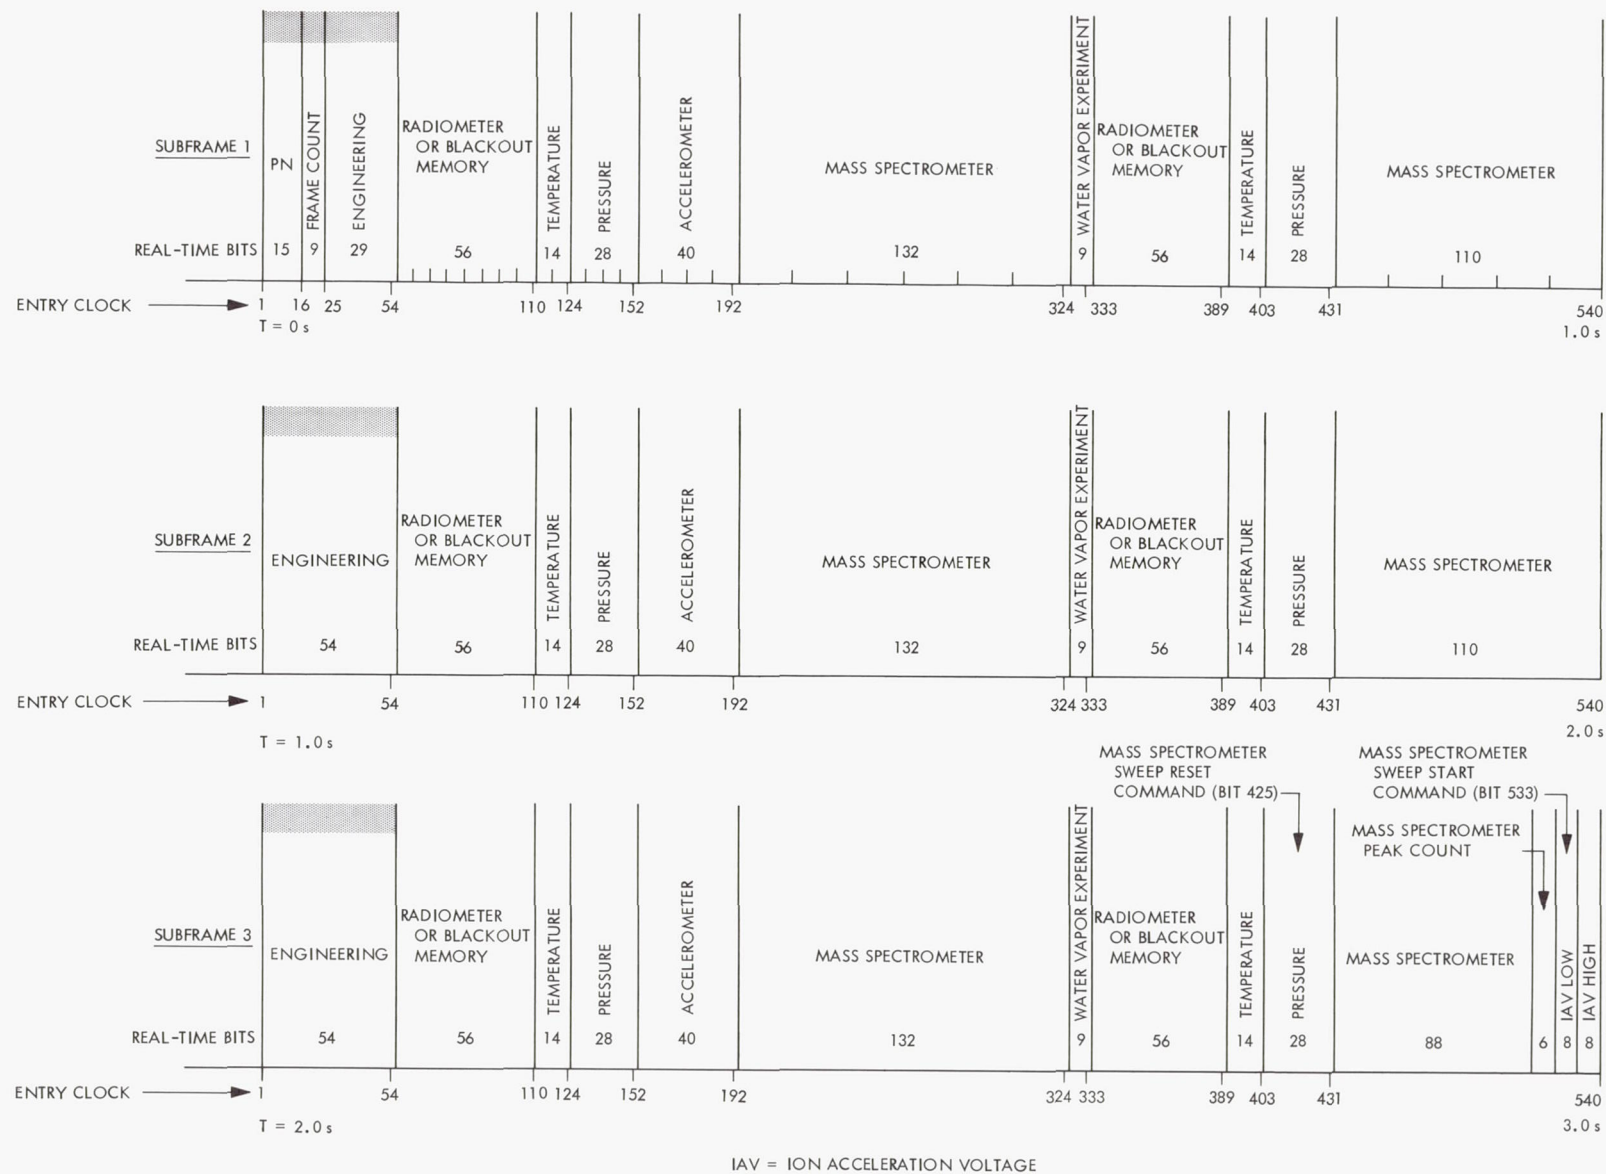 SUBFRAME 1
PN
FRAME COUNT
ENGINEERING
RADIOMETER
OR BLACKOUT
MEMORY
TEMPERATURE
PRESSURE
ACCELEROMETER
MASS SPECTROMETER
WATER VAPOR EXPERIMENT
RADIOMETER
OR BLACKOUT
MEMORY
TEMPERATURE
PRESSURE
MASS SPECTROMETER
REAL-TIME BITS 15 9 29 56 14 28 40 132 9 56 14 28 110
ENTRY CLOCK 1 16 25 54 110 124 152 192 324 333 389 403 431 540
T = 0 s 1.0 s
SUBFRAME 2
ENGINEERING
RADIOMETER
OR BLACKOUT
MEMORY
TEMPERATURE
PRESSURE
ACCELEROMETER
MASS SPECTROMETER
WATER VAPOR EXPERIMENT
RADIOMETER
OR BLACKOUT
MEMORY
TEMPERATURE
PRESSURE
MASS SPECTROMETER
REAL-TIME BITS 54 56 14 28 40 132 9 56 14 28 110
ENTRY CLOCK 1 54 110 124 152 192 324 333 389 403 431 540
T = 1.0 s 2.0 s
MASS SPECTROMETER
SWEEP RESET
COMMAND (BIT 425)
MASS SPECTROMETER
SWEEP START
COMMAND (BIT 533)
MASS SPECTROMETER
PEAK COUNT
SUBFRAME 3
ENGINEERING
RADIOMETER
OR BLACKOUT
MEMORY
TEMPERATURE
PRESSURE
ACCELEROMETER
MASS SPECTROMETER
WATER VAPOR EXPERIMENT
RADIOMETER
OR BLACKOUT
MEMORY
TEMPERATURE
PRESSURE
MASS SPECTROMETER
IAV LOW
IAV HIGH
REAL-TIME BITS 54 56 14 28 40 132 9 56 14 28 88 6 8 8
ENTRY CLOCK 1 54 110 124 152 192 324 333 389 403 431 540
T = 2.0 s 3.0 s
IAV = ION ACCELERATION VOLTAGE